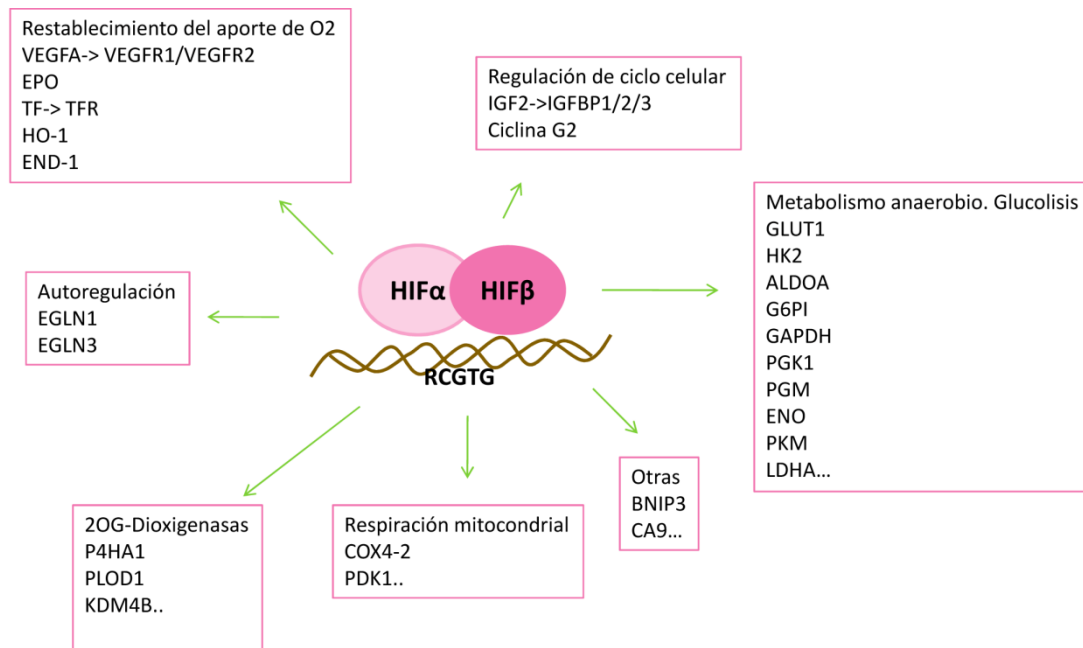 Restablecimiento del aporte de O2
VEGFA-> VEGFR1/VEGFR2
EPO
TF-> TFR
HO-1
END-1
Regulación de ciclo celular
IGF2->IGFBP1/2/3
Ciclina G2
Metabolismo anaerobio. Glucolisis
GLUT1
HK2
ALDOA
G6PI
GAPDH
PGK1
PGM
ENO
PKM
LDHA...
Autoregulación
EGLN1
EGLN3
HIFα
HIFβ
RCGTG
2OG-Dioxigenasas
P4HA1
PLOD1
KDM4B..
Respiración mitocondrial
COX4-2
PDK1..
Otras
BNIP3
CA9...